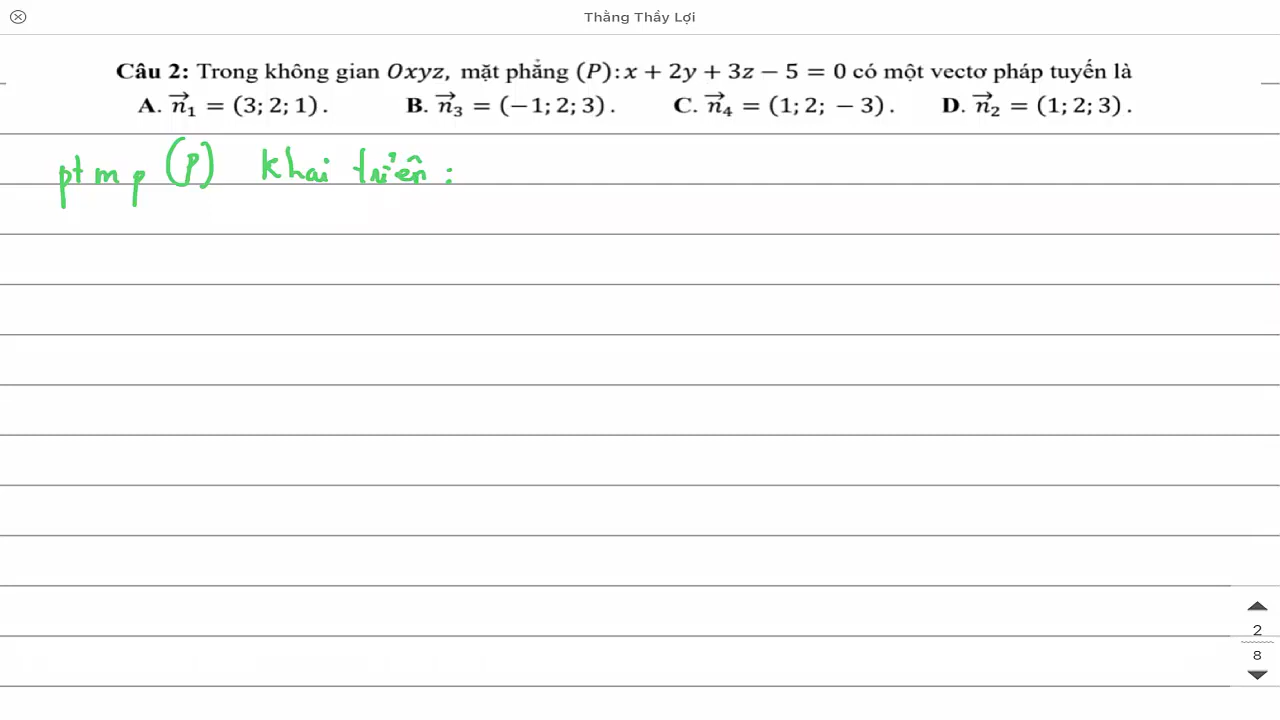 Thằng Thầy Lợi
Câu 2: Trong không gian Oxyz, mặt phẳng (P): x + 2y + 3z − 5 = 0 có một vectơ pháp tuyến là
A. n⃗₁ = (3; 2; 1). B. n⃗₃ = (−1; 2; 3). C. n⃗₄ = (1; 2; −3). D. n⃗₂ = (1; 2; 3).
pt mp (P) khai triển :
2
8